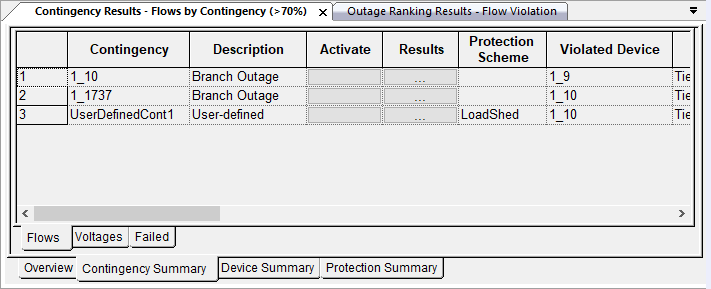 Contingency Results - Flows by Contingency (>70%) x Outage Ranking Results - Flow Violation
Contingency Description Activate Results Protection Scheme Violated Device
1 1_10 Branch Outage ... 1_9 Tie
2 1_1737 Branch Outage ... 1_10 Tie
3 UserDefinedCont1 User-defined ... LoadShed 1_10 Tie
Flows Voltages Failed
Overview Contingency Summary Device Summary Protection Summary